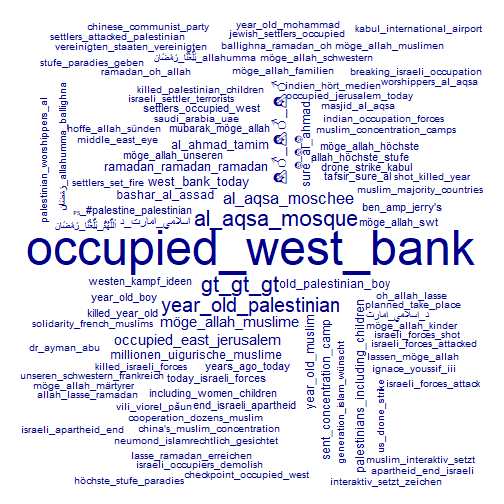 chinese_communist_party
year_old_mohammad
kabul_international_airport
settlers_attacked_palestinian
jewish_settlers_occupied
vereinigten_staaten_vereinigten
ballighna_ramadan_oh
möge_allah_muslimen
stufe_paradies_geben
möge_allah_schwestern
ramadan_oh_allah
möge_allah_familien
breaking_israeli_occupation
killed_palestinian_children
indien_hört_medien
worshippers_al_aqsa
israeli_settler_terrorists
occupied_jerusalem_today
settlers_occupied_west
masjid_al_aqsa
saudi_arabia_uae
indian_occupation_forces
hoffe_allah_sünden
mubarak_möge_allah
muslim_concentration_camps
middle_east_eye
al_ahmad_tamim
möge_allah_höchste
möge_allah_unseren
allah_höchste_stufe
ramadan_ramadan_ramadan
drone_strike_kabul
settlers_set_fire
west_bank_today
tafsir_sure_al
shot_killed_year
bashar_al_assad
al_aqsa_moschee
muslim_majority_countries
ps_#palestine_palestinian
al_aqsa_mosque
ben_amp_jerry's
möge_allah_swt
palestinian_worshippers_al
sure_al_ahmad
occupied_west_bank
westen_kampf_ideen
gt_gt_gt
old_palestinian_boy
year_old_boy
year_old_palestinian
oh_allah_lasse
planned_take_place
killed_year_old
solidarity_french_muslims
möge_allah_muslime
möge_allah_kinder
israeli_forces_shot
dr_ayman_abu
occupied_east_jerusalem
israeli_forces_attacked
millionen_uigurische_muslime
lassen_möge_allah
killed_israeli_forces
years_ago_today
ignace_youssif_iii
unseren_schwestern_frankreich
today_israeli_forces
möge_allah_märtyrer
israeli_forces_attack
allah_lasse_ramadan
including_women_children
vili_viorel_păun
end_israeli_apartheid
cooperation_dozens_muslim
israeli_apartheid_end
china's_muslim_concentration
neumond_islamrechtlich_gesichtet
year_old_muslim
sent_concentration_camp
generation_islam_wünscht
palestinians_including_children
us_drone_strike
lasse_ramadan_erreichen
muslim_interaktiv_setzt
israeli_occupiers_demolish
apartheid_end_israeli
checkpoint_occupied_west
höchste_stufe_paradies
interaktiv_setzt_zeichen